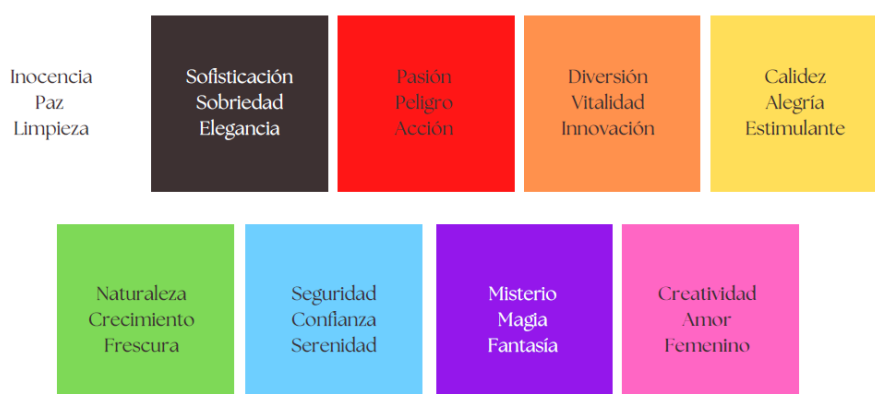 Inocencia
Paz
Limpieza
Sofisticación
Sobriedad
Elegancia
Pasión
Peligro
Acción
Diversión
Vitalidad
Innovación
Calidez
Alegría
Estimulante
Naturaleza
Crecimiento
Frescura
Seguridad
Confianza
Serenidad
Misterio
Magia
Fantasía
Creatividad
Amor
Femenino